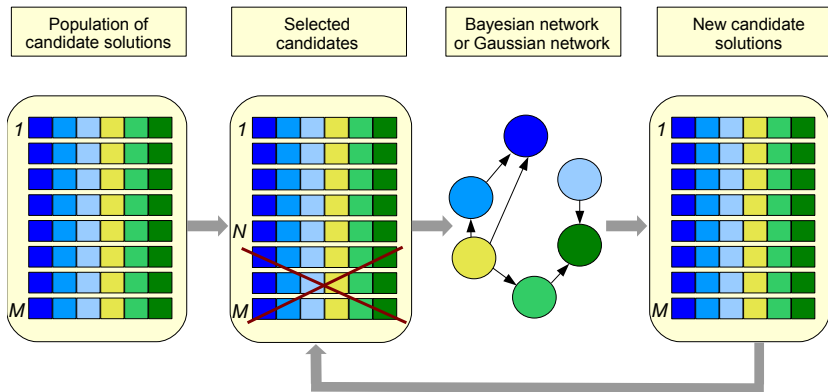 Population of
candidate solutions
Selected
candidates
Bayesian network
or Gaussian network
New candidate
solutions
1
M
1
N
M
1
M